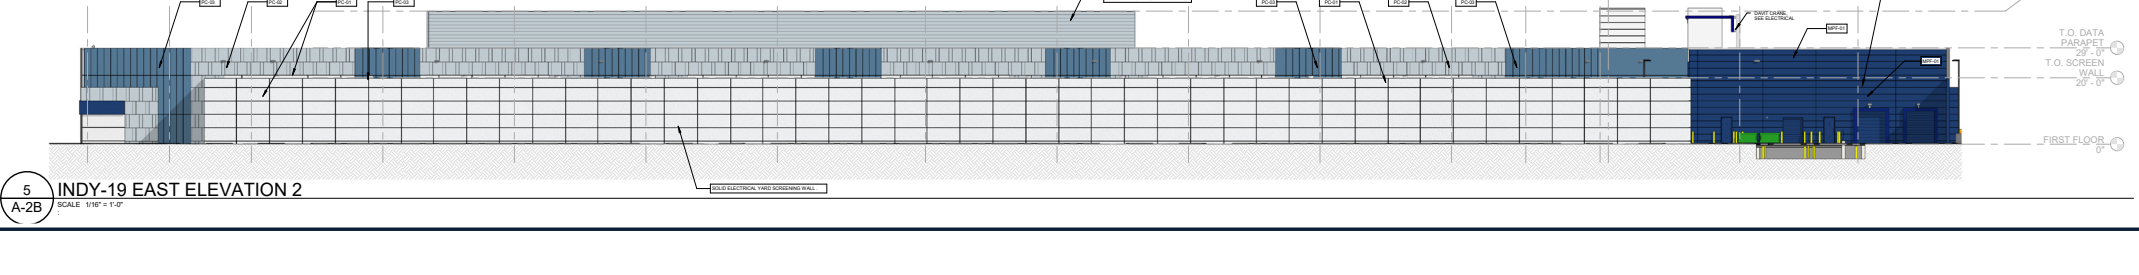 PC-03
PC-02
PC-01
PC-03
PC-03
PC-01
PC-02
PC-03
DAVIT CRANE,
SEE ELECTRICAL
MPF-01
MPF-01
T.O. DATA
PARAPET
29' - 0"
T.O. SCREEN
WALL
20' - 0"
FIRST FLOOR
0"
SOLID ELECTRICAL YARD SCREENING WALL
5
A-2B
INDY-19 EAST ELEVATION 2
SCALE 1/16" = 1'-0"
: